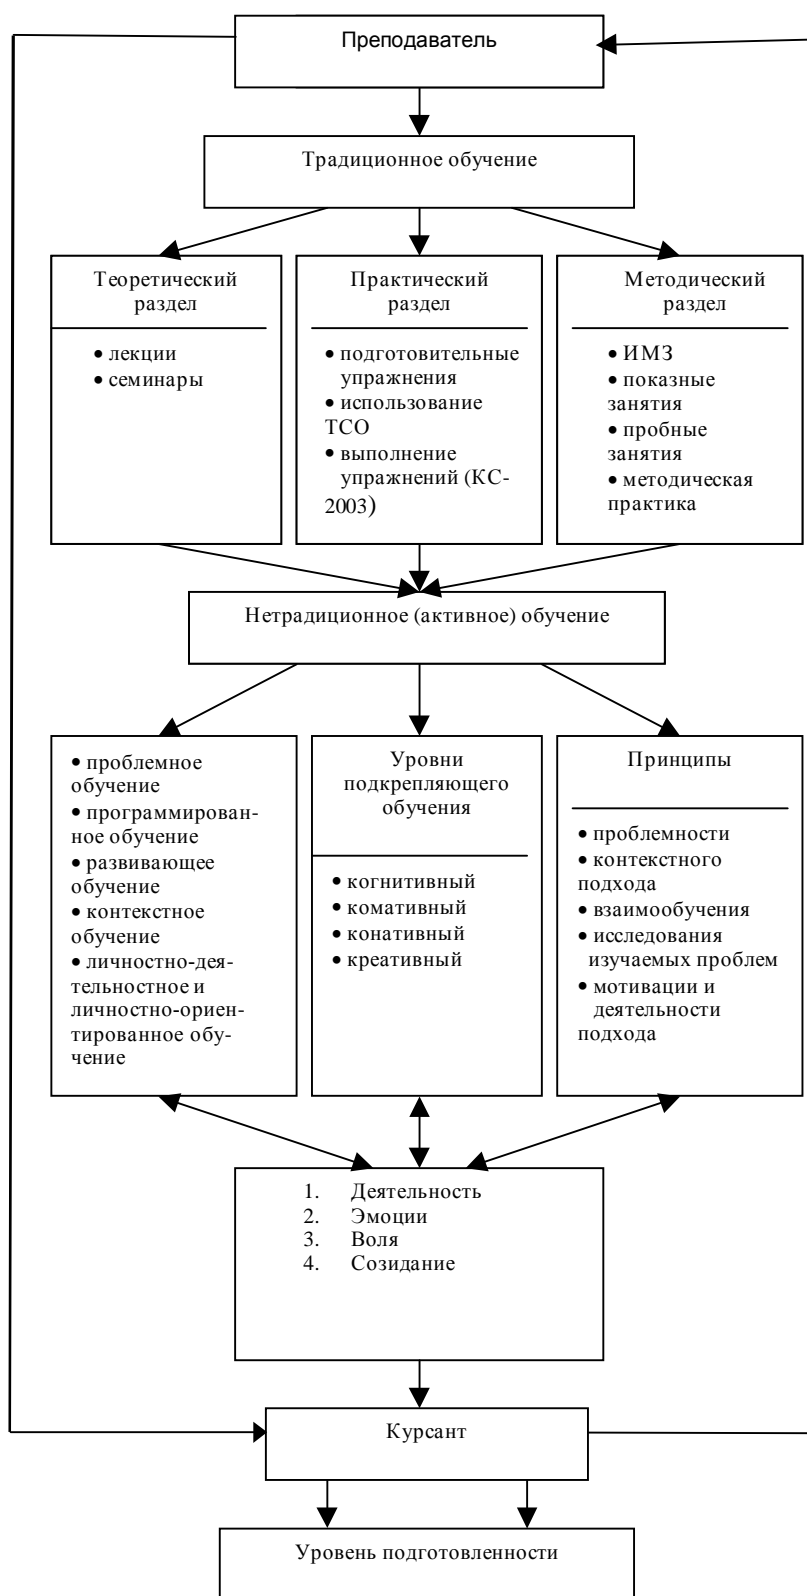 Преподаватель
Традиционное обучение
Теоретический
раздел
• лекции
• семинары
Практический
раздел
• подготовительные
упражнения
• использование
ТСО
• выполнение
упражнений (КС-
2003)
Методический
раздел
• ИМЗ
• показные
занятия
• пробные
занятия
• методическая
практика
Нетрадиционное (активное) обучение
• проблемное
обучение
• программирован-
ное обучение
• развивающее
обучение
• контекстное
обучение
• личностно-дея-
тельностное и
личностно-ориен-
тированное обу-
чение
Уровни
подкрепляющего
обучения
• когнитивный
• комативный
• конативный
• креативный
Принципы
• проблемности
• контекстного
подхода
• взаимообучения
• исследования
изучаемых проблем
• мотивации и
деятельности
подхода
1. Деятельность
2. Эмоции
3. Воля
4. Созидание
Курсант
Уровень подготовленности